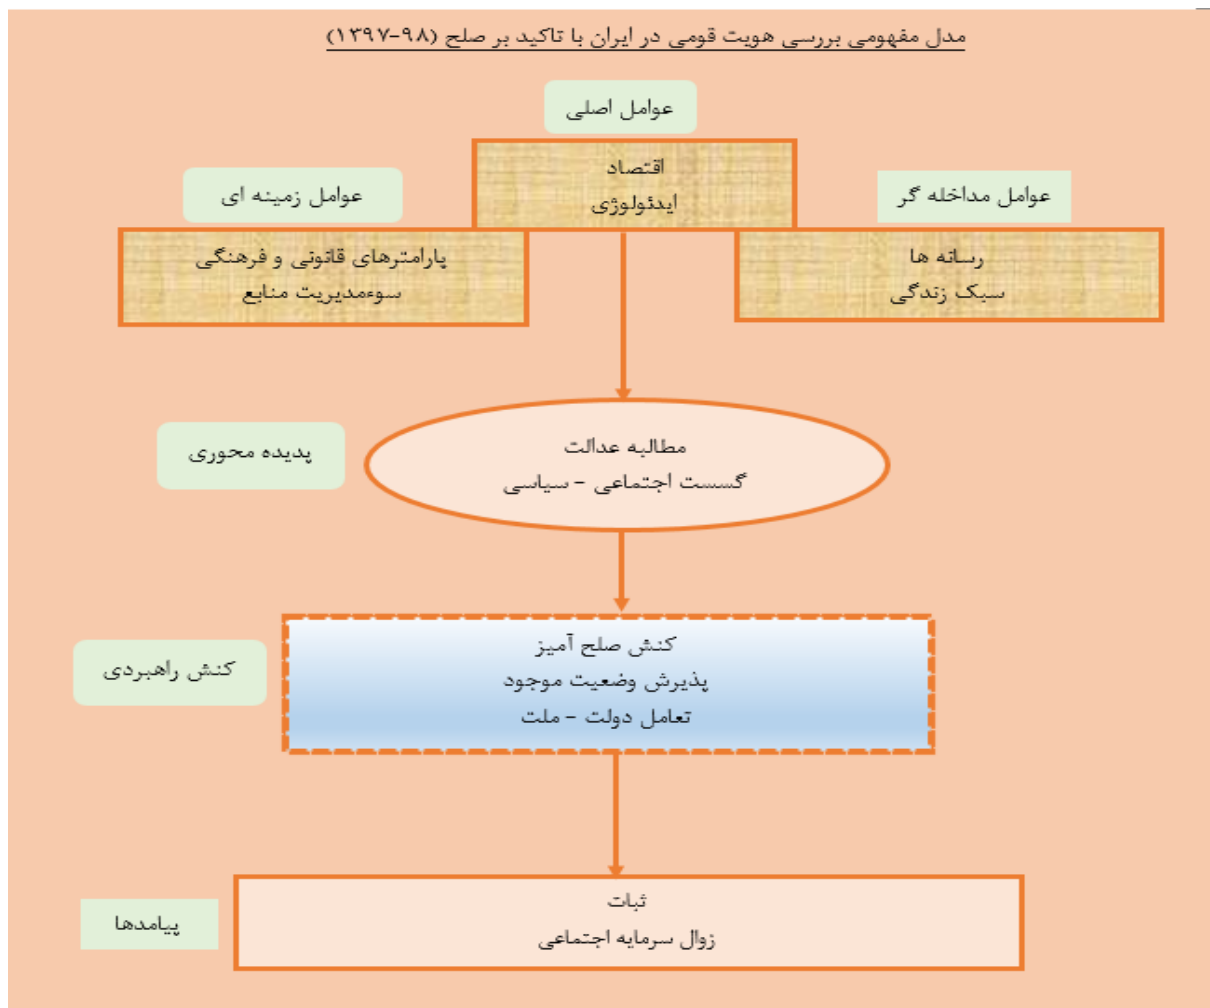 مدل مفهومی بررسی هویت قومی در ایران با تاکید بر صلح (۹۸-۱۳۹۷)
عوامل اصلی
اقتصاد
ایدئولوژی
عوامل مداخله گر
رسانه ها
سبک زندگی
عوامل زمینه ای
پارامترهای قانونی و فرهنگی
سوءمدیریت منابع
پدیده محوری
مطالبه عدالت
گسست اجتماعی - سیاسی
کنش راهبردی
کنش صلح آمیز
پذیرش وضعیت موجود
تعامل دولت - ملت
پیامدها
ثبات
زوال سرمایه اجتماعی